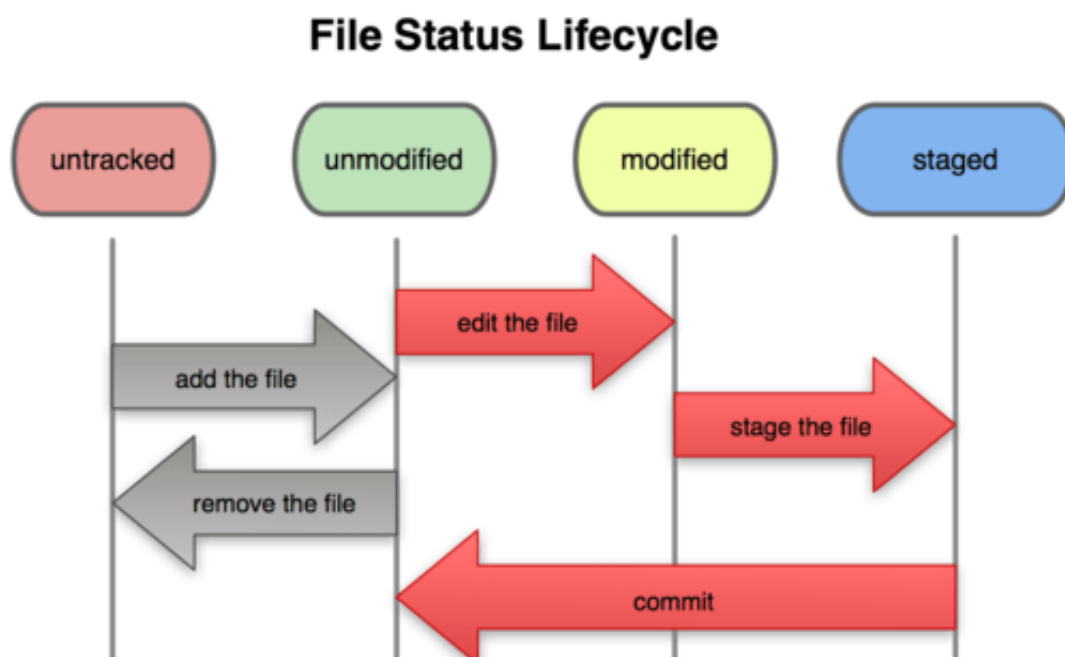 File Status Lifecycle
untracked
unmodified
modified
staged
edit the file
add the file
stage the file
remove the file
commit